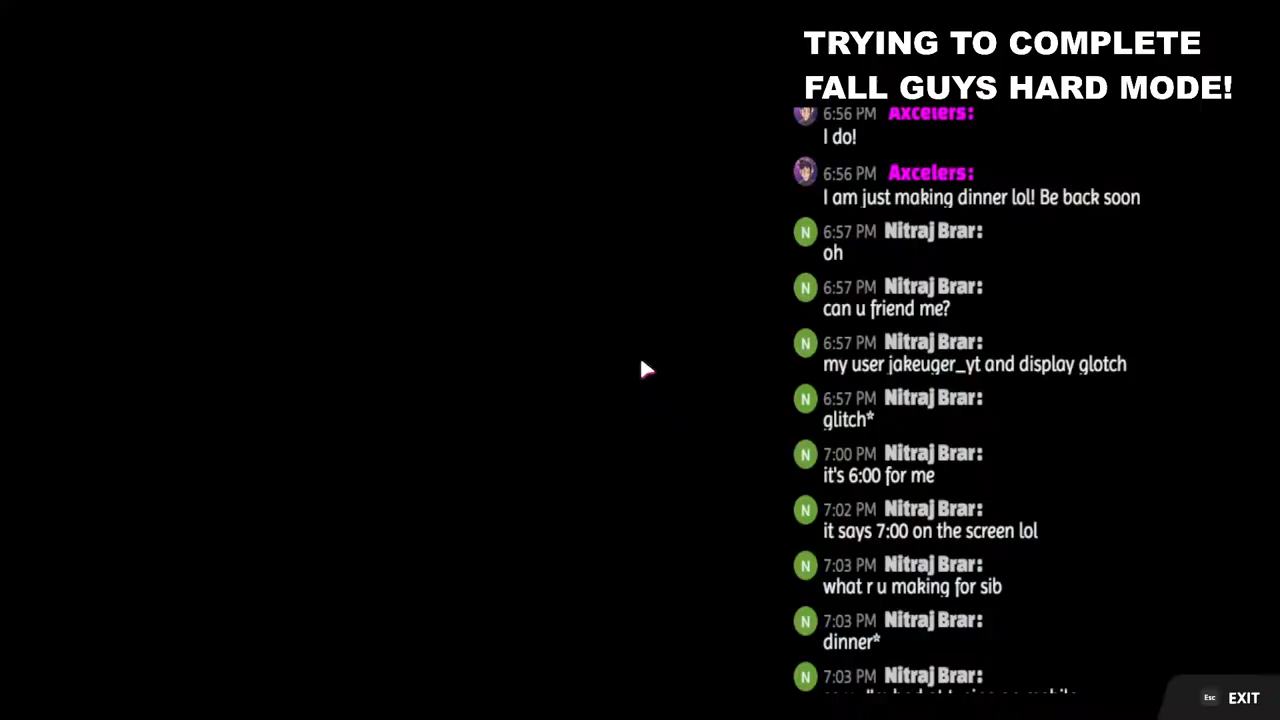 TRYING TO COMPLETE
FALL GUYS HARD MODE!
6:56 PM Axcelers:
I do!
6:56 PM Axcelers:
I am just making dinner lol! Be back soon
N 6:57 PM Nitraj Brar:
oh
N 6:57 PM Nitraj Brar:
can u friend me?
N 6:57 PM Nitraj Brar:
my user jakeuger_yt and display glotch
N 6:57 PM Nitraj Brar:
glitch*
N 7:00 PM Nitraj Brar:
it's 6:00 for me
N 7:02 PM Nitraj Brar:
it says 7:00 on the screen lol
N 7:03 PM Nitraj Brar:
what r u making for sib
N 7:03 PM Nitraj Brar:
dinner*
N 7:03 PM Nitraj Brar:
Esc EXIT